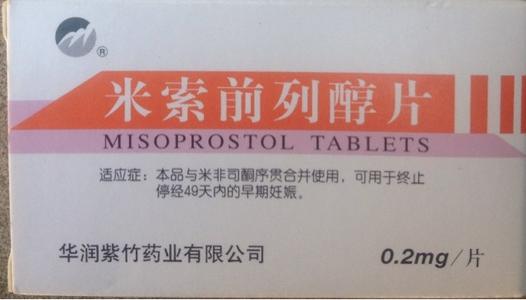 ®
米索前列醇片
MISOPROSTOL TABLETS
适应症：本品与米非司酮序贯合并使用，可用于终止
停经49天内的早期妊娠。
华润紫竹药业有限公司 0.2mg/片